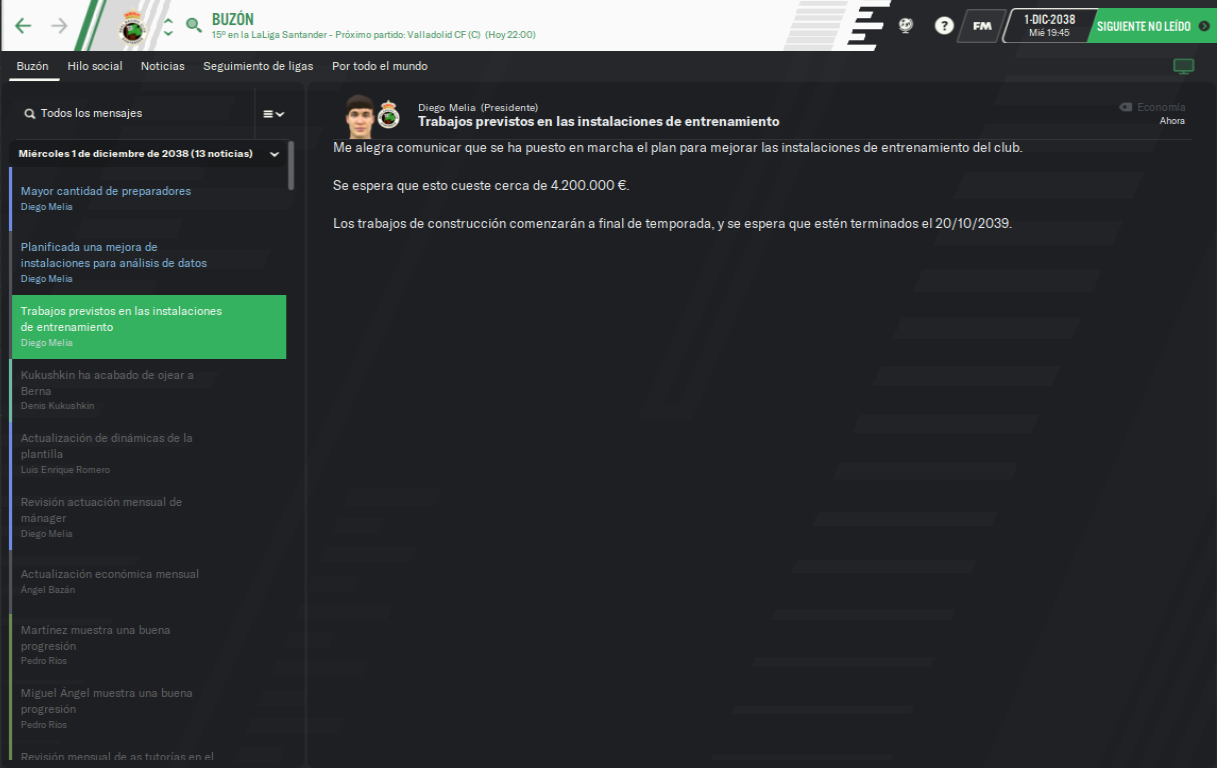 BUZÓN
15º en la LaLiga Santander - Próximo partido: Valladolid CF (C) (Hoy 22:00)
?
FM
1-DIC-2038
Mié 19:45
SIGUIENTE NO LEÍDO
Buzón
Hilo social
Noticias
Seguimiento de ligas
Por todo el mundo
Todos los mensajes
Miércoles 1 de diciembre de 2038 (13 noticias)
Mayor cantidad de preparadores
Diego Melia
Planificada una mejora de
instalaciones para análisis de datos
Diego Melia
Trabajos previstos en las instalaciones
de entrenamiento
Diego Melia
Kukushkin ha acabado de ojear a
Berna
Denis Kukushkin
Actualización de dinámicas de la
plantilla
Luis Enrique Romero
Revisión actuación mensual de
mánager
Diego Melia
Actualización económica mensual
Ángel Bazán
Martínez muestra una buena
progresión
Pedro Ríos
Miguel Ángel muestra una buena
progresión
Pedro Ríos
Revisión mensual de as tutorías en el
Diego Melia (Presidente)
Trabajos previstos en las instalaciones de entrenamiento
Economía
Ahora
Me alegra comunicar que se ha puesto en marcha el plan para mejorar las instalaciones de entrenamiento del club.
Se espera que esto cueste cerca de 4.200.000 €.
Los trabajos de construcción comenzarán a final de temporada, y se espera que estén terminados el 20/10/2039.